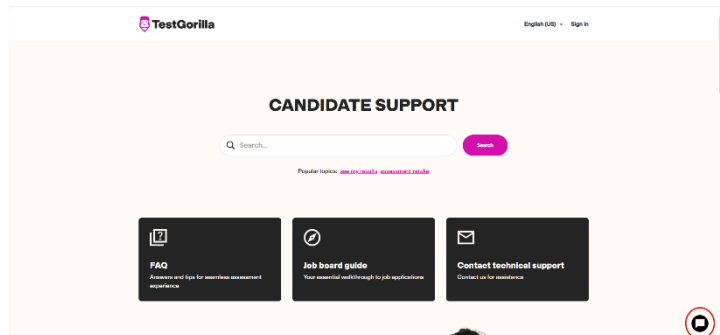 TestGorilla
English (US)
Sign in
CANDIDATE SUPPORT
Search...
Search
Popular topics: see my results assessment retake
FAQ
Answers and tips for seamless assessment
experience
Job board guide
Your essential walkthrough to job applications
Contact technical support
Contact us for assistance